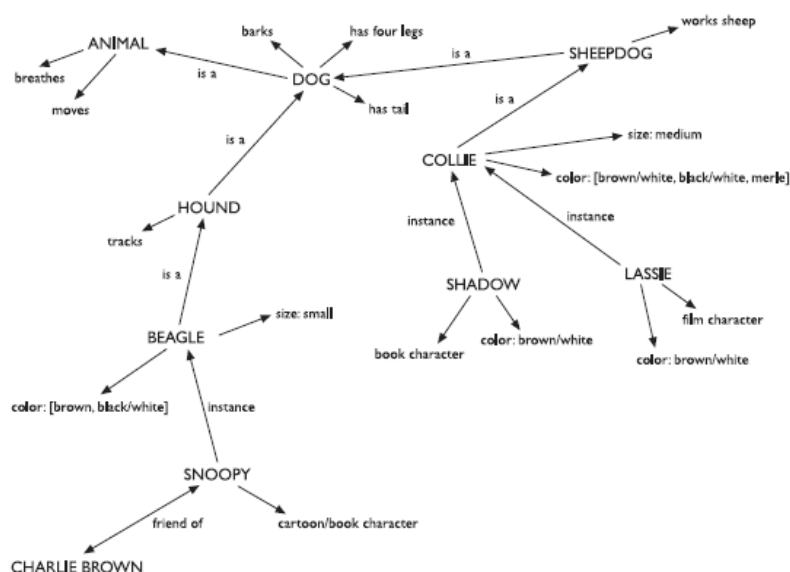 works sheep
barks
has four legs
ANIMAL
is a
SHEEPDOG
breathes
is a
DOG
moves
has tail
is a
is a
size: medium
COLLIE
color: [brown/white, black/white, merle]
HOUND
instance
instance
tracks
is a
SHADOW
LASSIE
size: small
film character
BEAGLE
book character
color: brown/white
color: brown/white
color: [brown, black/white]
instance
SNOOPY
friend of
cartoon/book character
CHARLIE BROWN